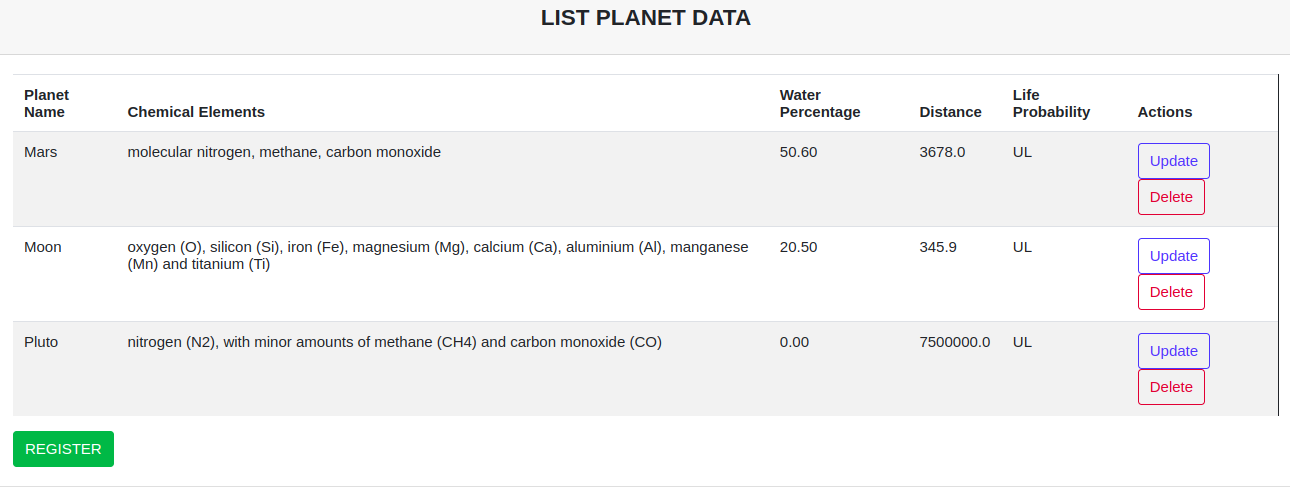 LIST PLANET DATA
Planet Name Chemical Elements Water Percentage Distance Life Probability Actions
Mars molecular nitrogen, methane, carbon monoxide 50.60 3678.0 UL Update
Delete
Moon oxygen (O), silicon (Si), iron (Fe), magnesium (Mg), calcium (Ca), aluminium (Al), manganese 20.50 345.9 UL Update
(Mn) and titanium (Ti)
Delete
Pluto nitrogen (N2), with minor amounts of methane (CH4) and carbon monoxide (CO) 0.00 7500000.0 UL Update
Delete
REGISTER